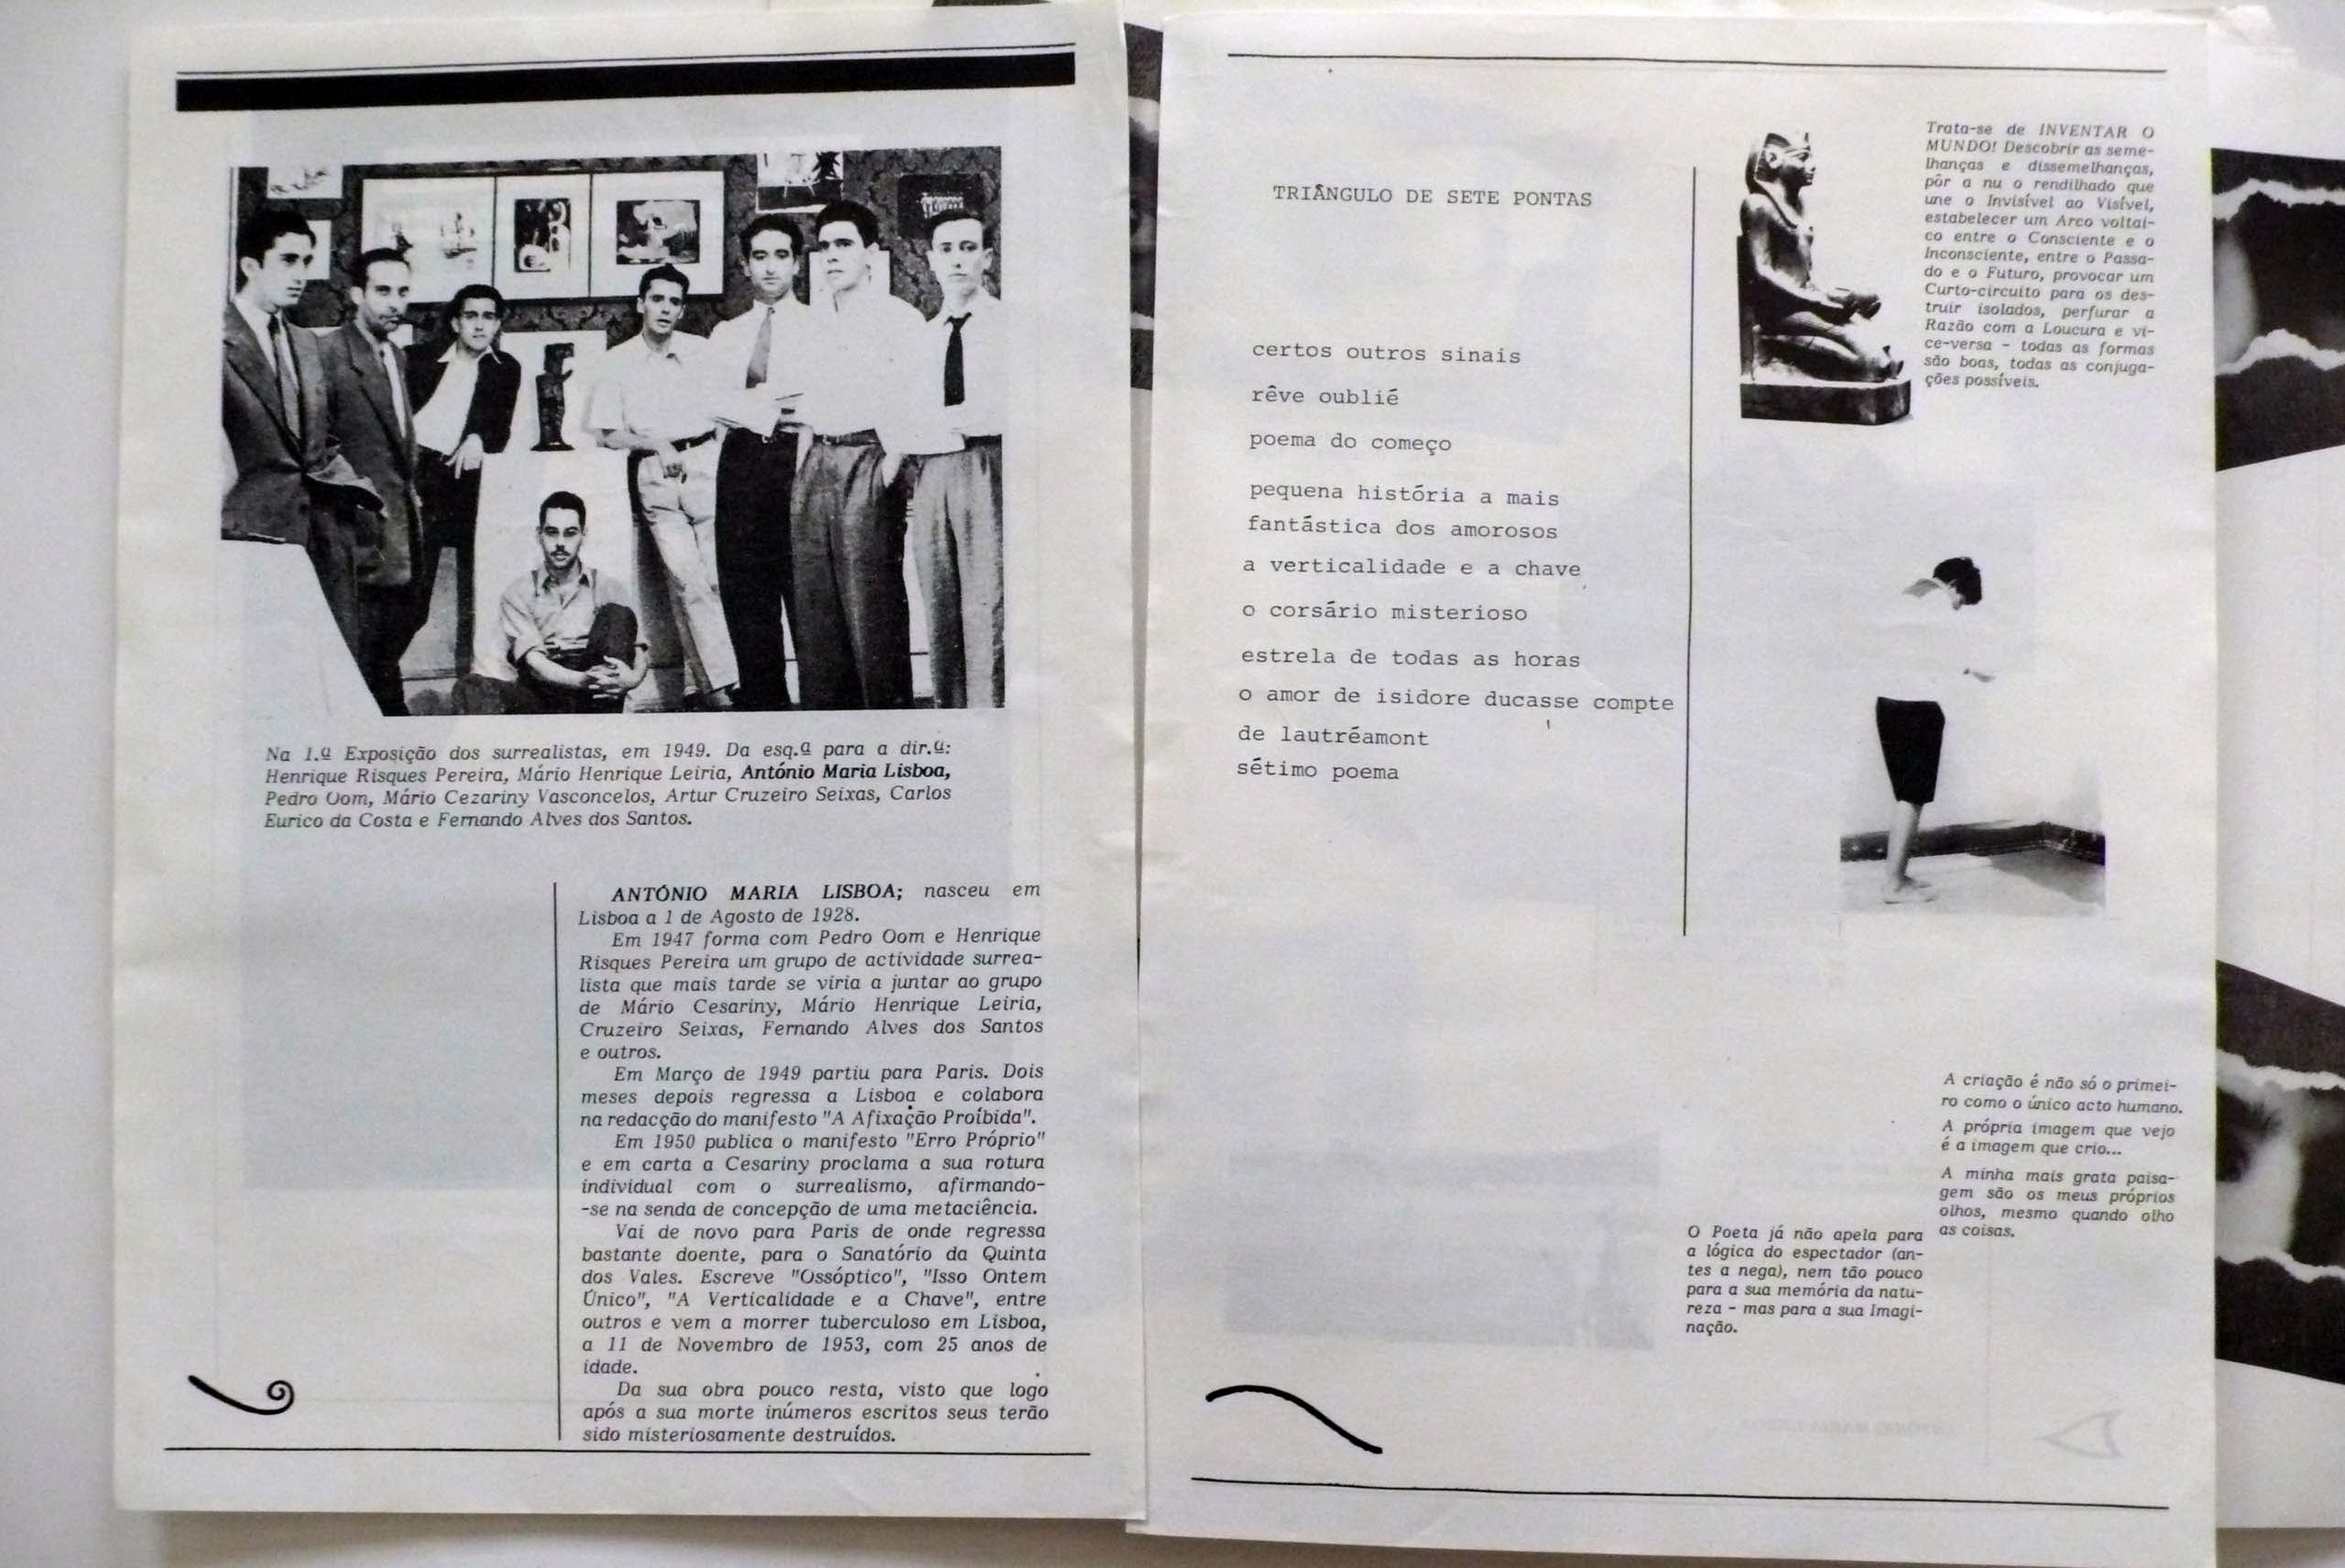 Na 1.ª Exposição dos surrealistas, em 1949. Da esq.ª para a dir.ª:
Henrique Risques Pereira, Mário Henrique Leiria, António Maria Lisboa,
Pedro Oom, Mário Cezariny Vasconcelos, Artur Cruzeiro Seixas, Carlos
Eurico da Costa e Fernando Alves dos Santos.
ANTÓNIO MARIA LISBOA; nasceu em
Lisboa a 1 de Agosto de 1928.
Em 1947 forma com Pedro Oom e Henrique
Risques Pereira um grupo de actividade surrea-
lista que mais tarde se viria a juntar ao grupo
de Mário Cesariny, Mário Henrique Leiria,
Cruzeiro Seixas, Fernando Alves dos Santos
e outros.
Em Março de 1949 partiu para Paris. Dois
meses depois regressa a Lisboa e colabora
na redacção do manifesto "A Afixação Proíbida".
Em 1950 publica o manifesto "Erro Próprio"
e em carta a Cesariny proclama a sua rotura
individual com o surrealismo, afirmando-
-se na senda de concepção de uma metaciência.
Vai de novo para Paris de onde regressa
bastante doente, para o Sanatório da Quinta
dos Vales. Escreve "Ossóptico", "Isso Ontem
Único", "A Verticalidade e a Chave", entre
outros e vem a morrer tuberculoso em Lisboa,
a 11 de Novembro de 1953, com 25 anos de
idade.
Da sua obra pouco resta, visto que logo
após a sua morte inúmeros escritos seus terão
sido misteriosamente destruídos.
TRIÂNGULO DE SETE PONTAS
certos outros sinais
rêve oublié
poema do começo
pequena história a mais
fantástica dos amorosos
a verticalidade e a chave
o corsário misterioso
estrela de todas as horas
o amor de isidore ducasse compte
de lautréamont
sétimo poema
Trata-se de INVENTAR O
MUNDO! Descobrir as seme-
lhanças e dissemelhanças,
pôr a nu o rendilhado que
une o Invisível ao Visível,
estabelecer um Arco voltai-
co entre o Consciente e o
Inconsciente, entre o Passa-
do e o Futuro, provocar um
Curto-circuito para os des-
truir isolados, perfurar a
Razão com a Loucura e vi-
ce-versa - todas as formas
são boas, todas as conjuga-
ções possíveis.
A criação é não só o primei-
ro como o único acto humano.
A própria imagem que vejo
é a imagem que crio...
A minha mais grata paisa-
gem são os meus próprios
olhos, mesmo quando olho
as coisas.
O Poeta já não apela para
a lógica do espectador (an-
tes a nega), nem tão pouco
para a sua memória da natu-
reza - mas para a sua Imagi-
nação.